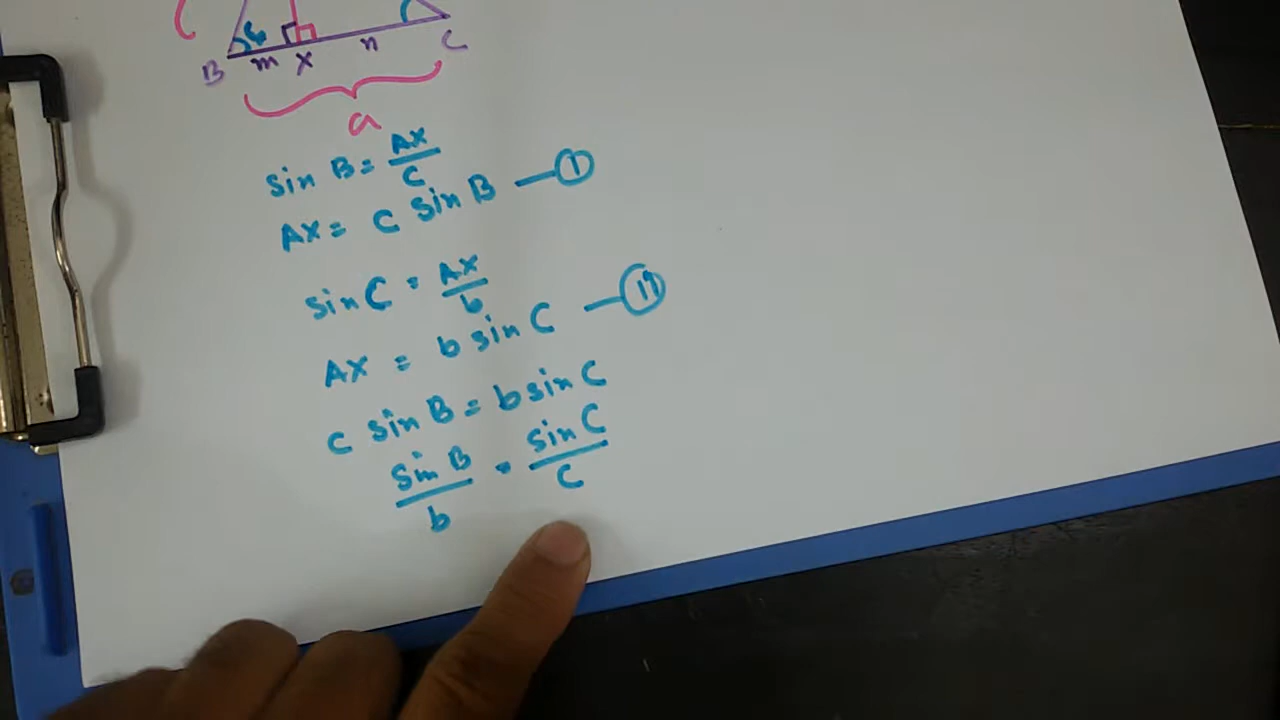 B m X n C
a
sin B = AX/C
AX = C sin B — ①
sin C = AX/b
AX = b sin C — ⑪
C sin B = b sin C
sin B/b = sin C/C